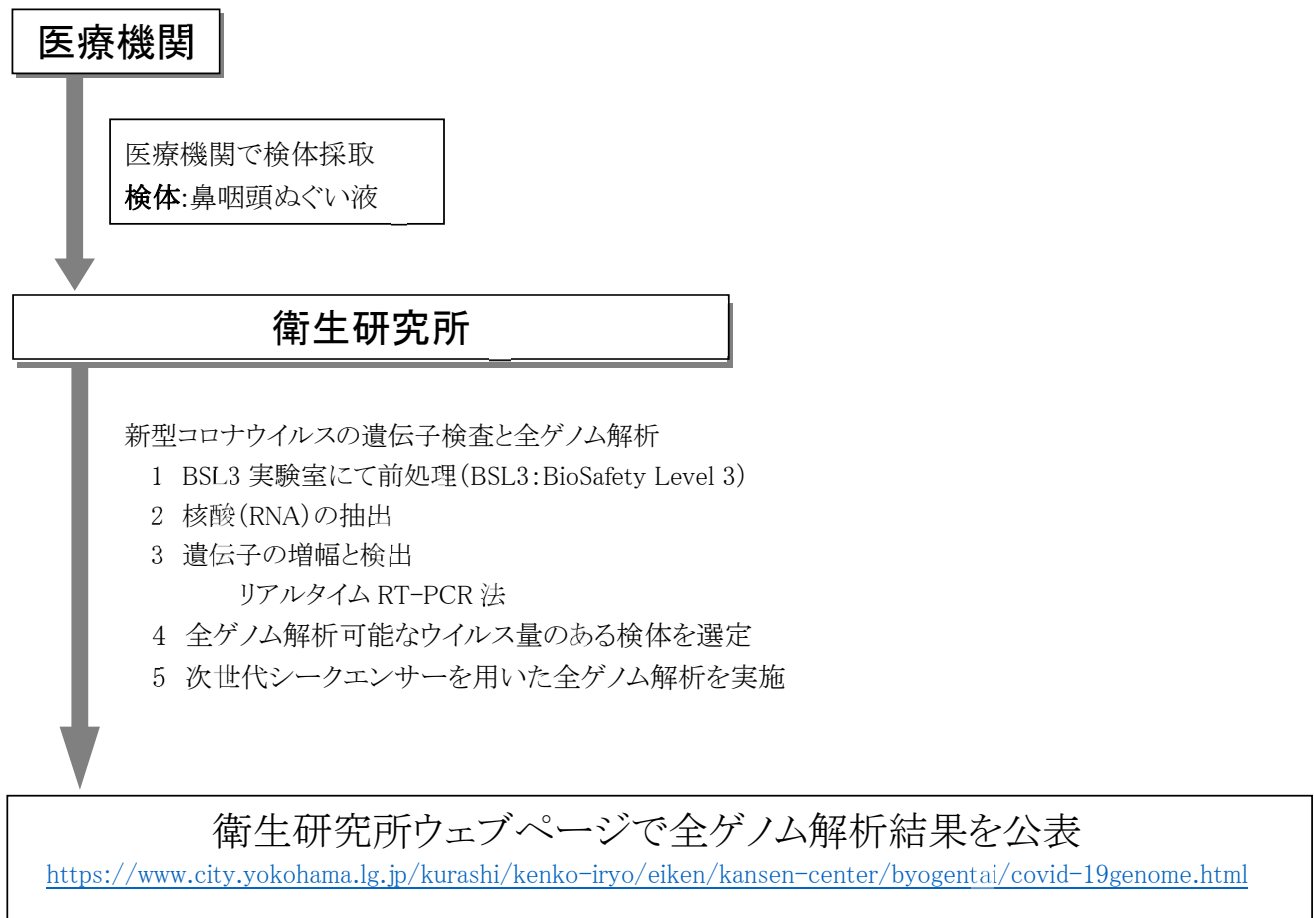 医療機関
医療機関で検体採取
検体:鼻咽頭ぬぐい液
衛生研究所
新型コロナウイルスの遺伝子検査と全ゲノム解析
1 BSL3 実験室にて前処理(BSL3:BioSafety Level 3)
2 核酸(RNA)の抽出
3 遺伝子の増幅と検出
リアルタイム RT-PCR 法
4 全ゲノム解析可能なウイルス量のある検体を選定
5 次世代シークエンサーを用いた全ゲノム解析を実施
衛生研究所ウェブページで全ゲノム解析結果を公表
https://www.city.yokohama.lg.jp/kurashi/kenko-iryo/eiken/kansen-center/byogentai/covid-19genome.html